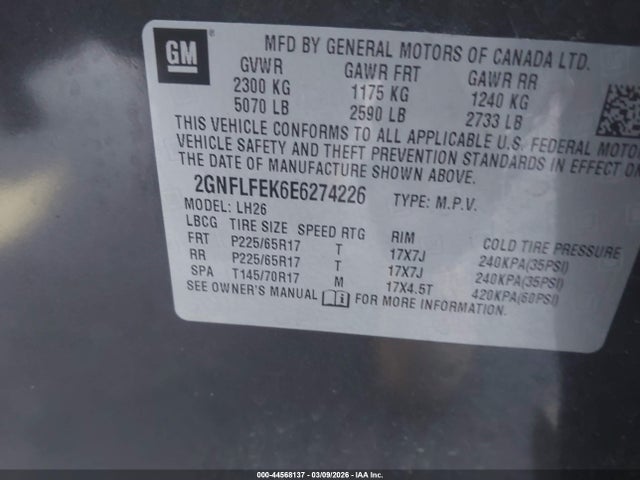 GM
MFD BY GENERAL MOTORS OF CANADA LTD.
GVWR GAWR FRT GAWR RR
2300 KG 1175 KG 1240 KG
5070 LB 2590 LB 2733 LB
THIS VEHICLE CONFORMS TO ALL APPLICABLE U.S. FEDERAL MOTOR
VEHICLE SAFETY AND THEFT PREVENTION STANDARDS IN EFFECT ON
THE DATE OF MANUFACTURE SHOWN ABOVE.
2GNFLFEK6E6274226 TYPE: M.P.V.
MODEL: LH26
LBCG TIRE SIZE SPEED RTG RIM COLD TIRE PRESSURE
FRT P225/65R17 T 17X7J 240KPA(35PSI)
RR P225/65R17 T 17X7J 240KPA(35PSI)
SPA T145/70R17 M 17X4.5T 420KPA(60PSI)
SEE OWNER'S MANUAL FOR MORE INFORMATION.
000-44568137 - 03/09/2026 - IAA Inc.